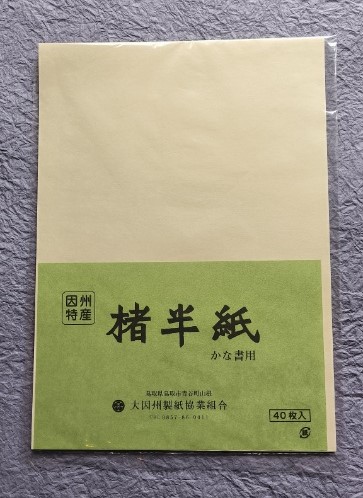 因州
特産
楮半紙
かな書用
大因州製紙協業組合
40枚入